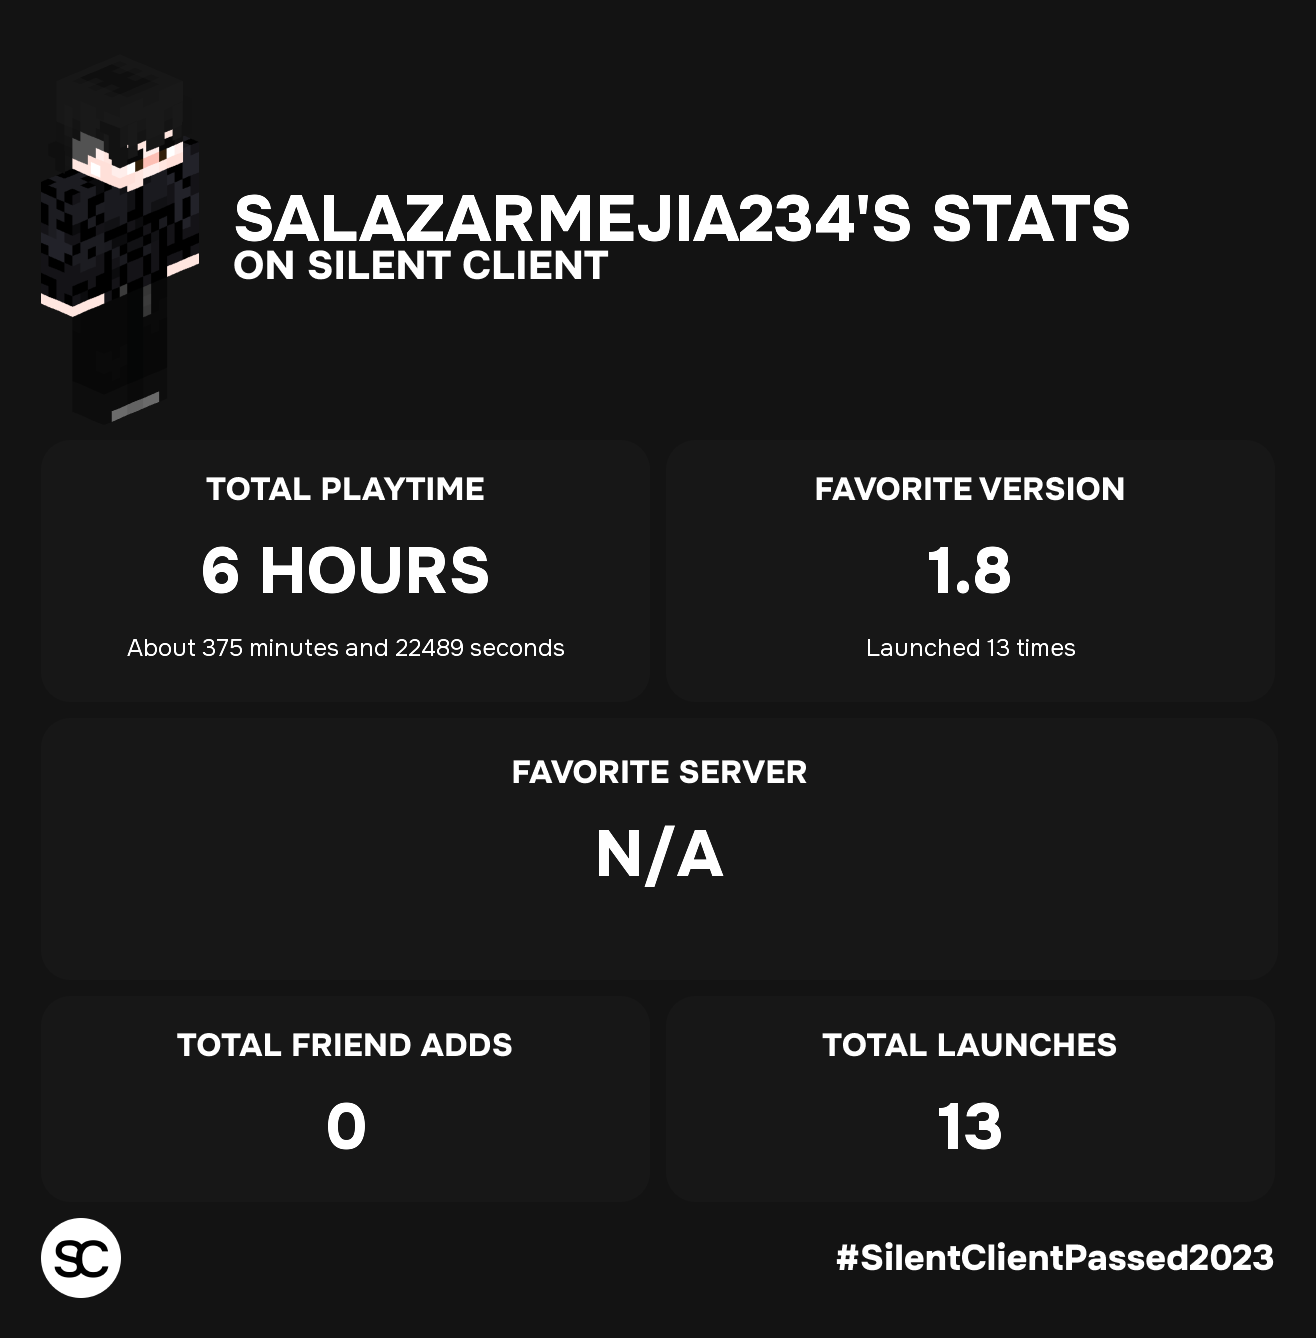 SALAZARMEJIA234'S STATS
ON SILENT CLIENT
TOTAL PLAYTIME
6 HOURS
About 375 minutes and 22489 seconds
FAVORITE VERSION
1.8
Launched 13 times
FAVORITE SERVER
N/A
TOTAL FRIEND ADDS
0
TOTAL LAUNCHES
13
SC
#SilentClientPassed2023